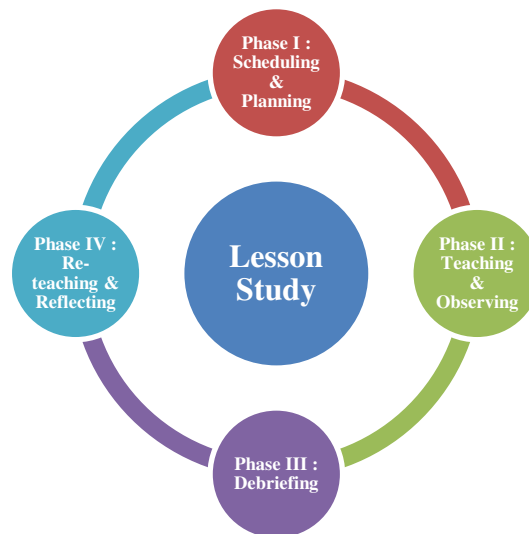 Phase I :
Scheduling
&
Planning
Phase IV :
Re-
teaching &
Reflecting
Lesson
Study
Phase II :
Teaching
&
Observing
Phase III :
Debriefing